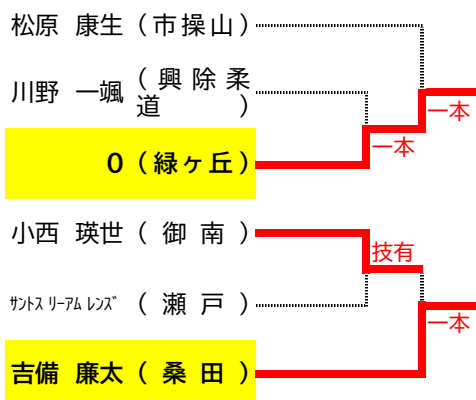 松原 康生（市操山）
川野 一颯（興除柔道）
一本
一本
0（緑ヶ丘）
小西 瑛世（御南）
技有
サントス リーアム レンズ（瀬戸）
一本
吉備 廉太（桑田）